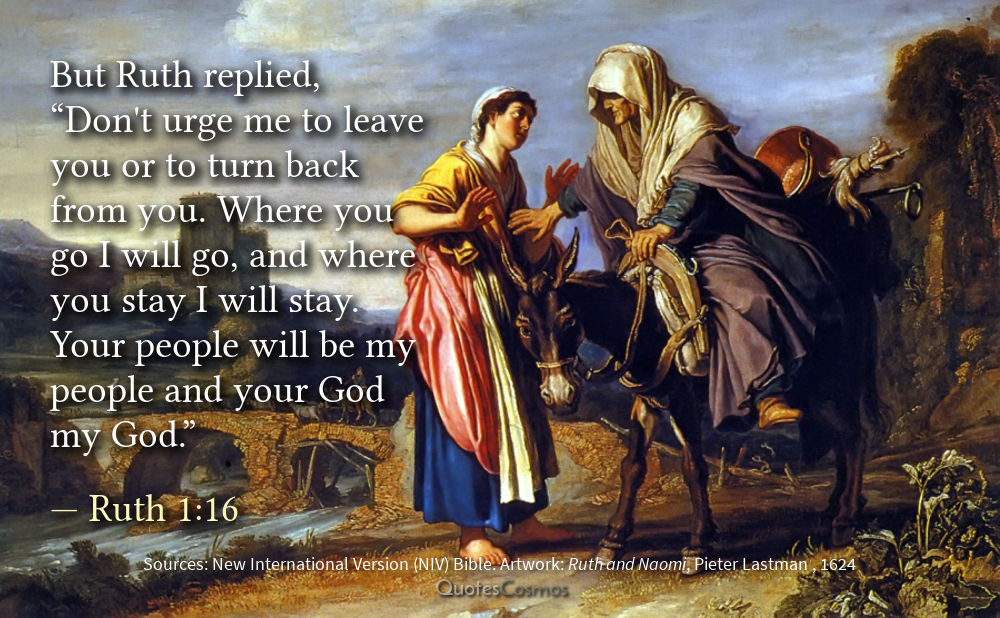 But Ruth replied,
“Don't urge me to leave
you or to turn back
from you. Where you
go I will go, and where
you stay I will stay.
Your people will be my
people and your God
my God.”
— Ruth 1:16
Sources: New International Version (NIV) Bible. Artwork: Ruth and Naomi, Pieter Lastman , 1624
QuotesCosmos